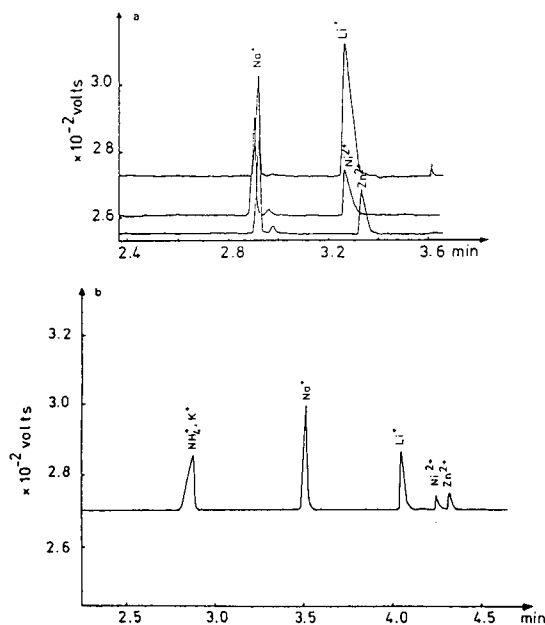 a
×10⁻² volts
3.0
2.8
2.6
Na⁺
Li⁺
Ni²⁺
Zn²⁺
2.4 2.8 3.2 3.6 min
b
×10⁻² volts
3.2
3.0
2.8
2.6
NH₄⁺, K⁺
Na⁺
Li⁺
Ni²⁺
Zn²⁺
2.5 3.0 3.5 4.0 4.5 min